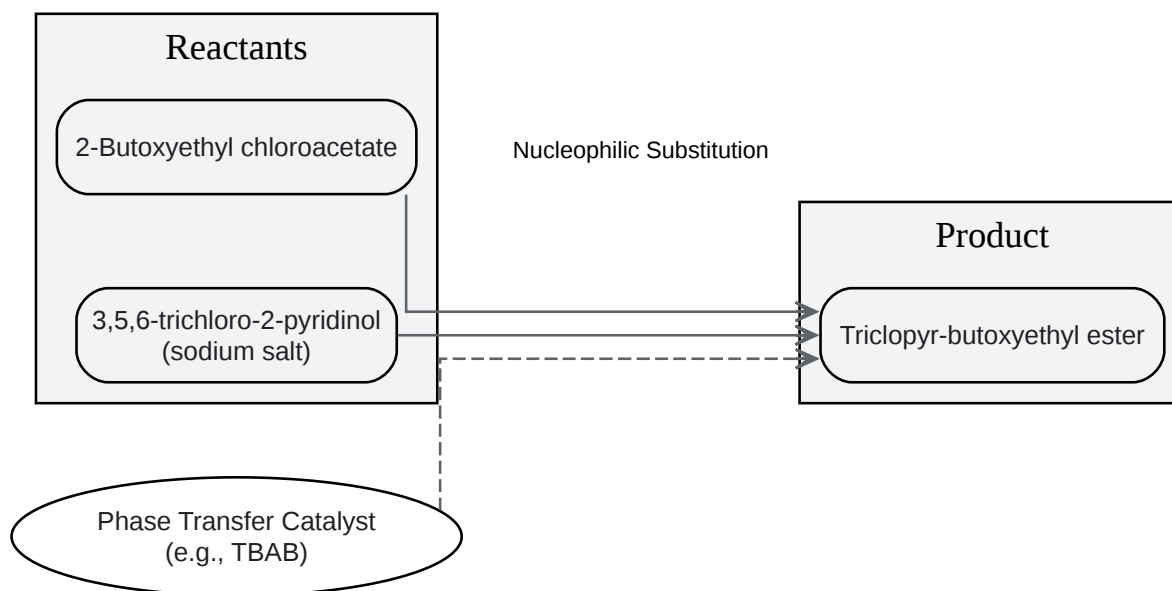 Reactants
2-Butoxyethyl chloroacetate
Nucleophilic Substitution
3,5,6-trichloro-2-pyridinol
(sodium salt)
Product
Triclopyr-butoxyethyl ester
Phase Transfer Catalyst
(e.g., TBAB)